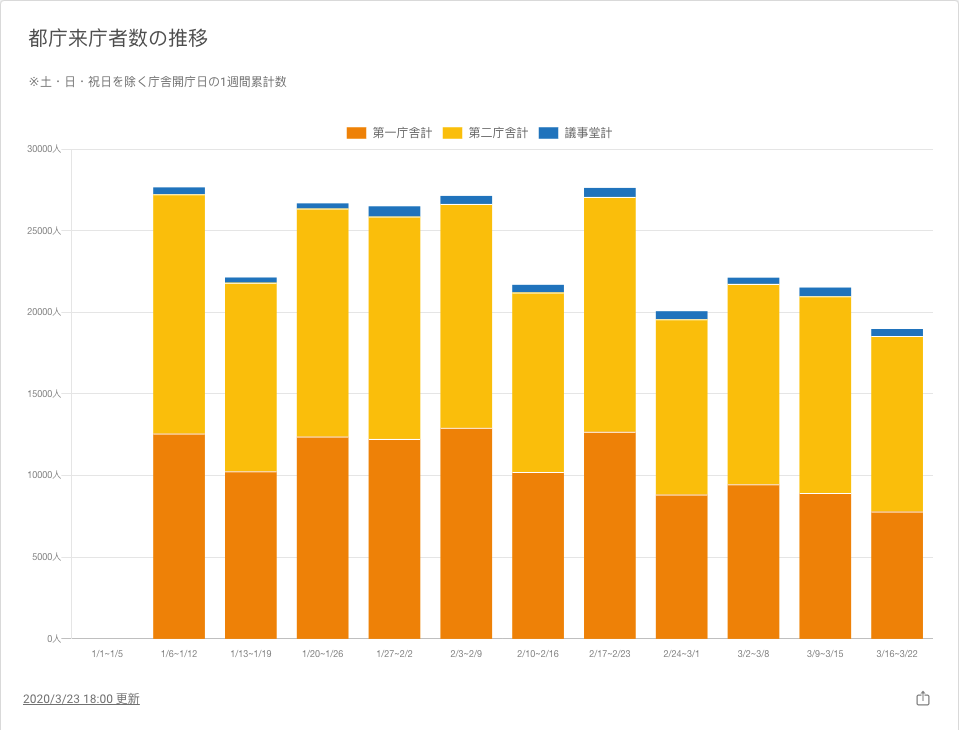 都庁来庁者数の推移
※土・日・祝日を除く庁舎開庁日の1週間累計数
第一庁舎計 第二庁舎計 議事堂計
30000人
25000人
20000人
15000人
10000人
5000人
0人
1/1~1/5 1/6~1/12 1/13~1/19 1/20~1/26 1/27~2/2 2/3~2/9 2/10~2/16 2/17~2/23 2/24~3/1 3/2~3/8 3/9~3/15 3/16~3/22
2020/3/23 18:00 更新